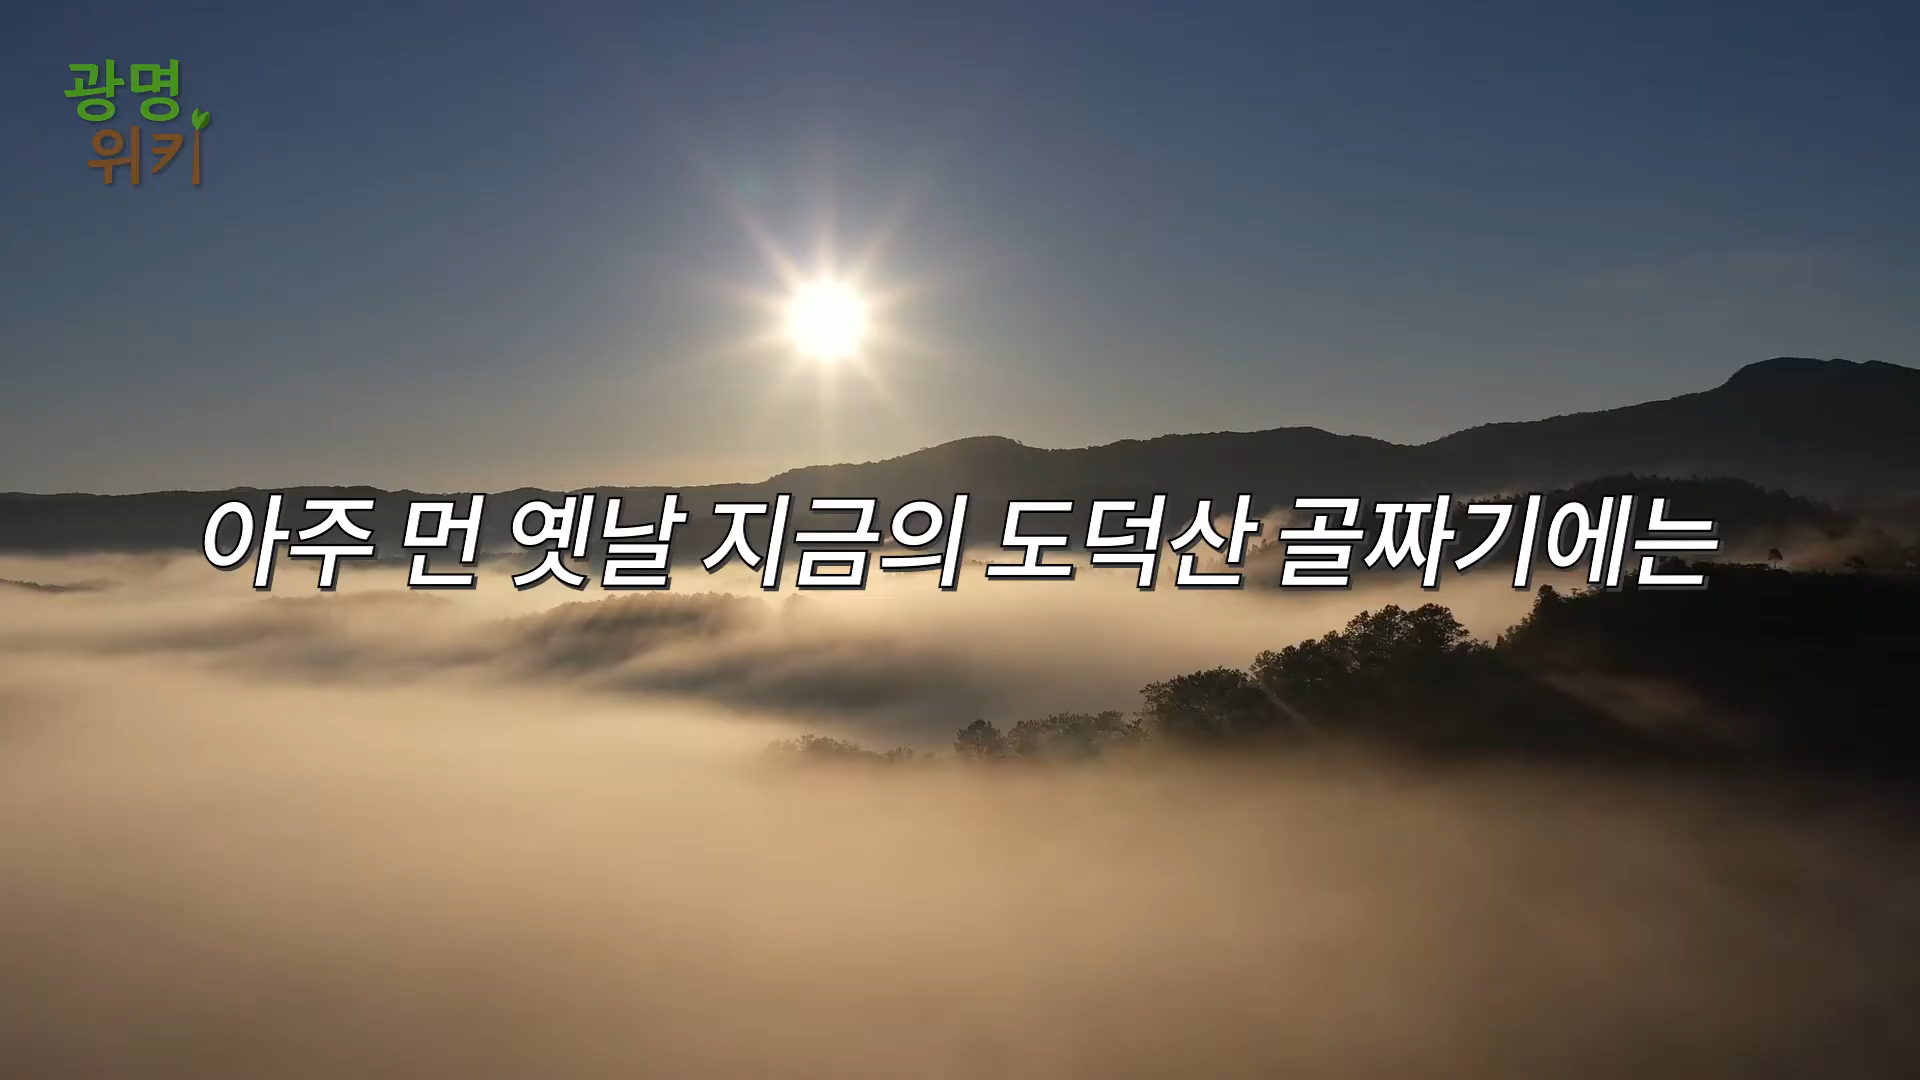 광명
위키
아주 먼 옛날 지금의 도덕산 골짜기에는